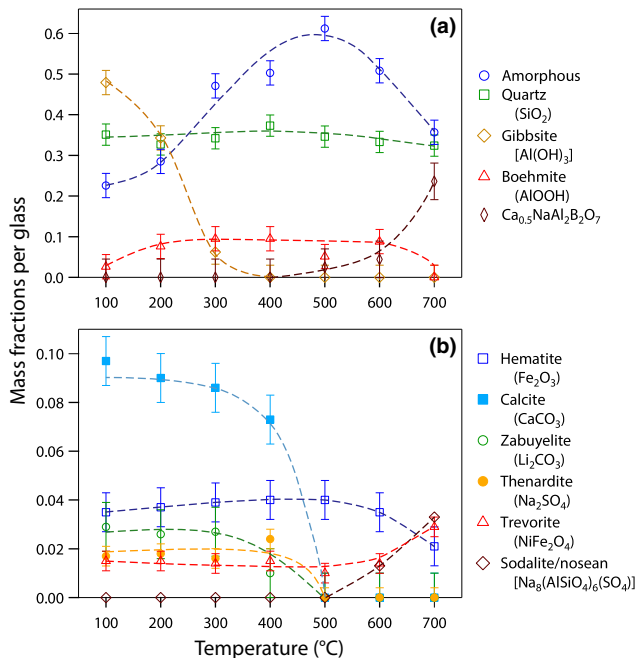 (a)
0.6
0.5
0.4
0.3
0.2
0.1
0.0
100 200 300 400 500 600 700
Amorphous
Quartz
(SiO₂)
Gibbsite
[Al(OH)₃]
Boehmite
(AlOOH)
Ca₀.₅NaAl₂B₂O₇
Mass fractions per glass
(b)
0.10
0.08
0.06
0.04
0.02
0.00
100 200 300 400 500 600 700
Temperature (°C)
Hematite
(Fe₂O₃)
Calcite
(CaCO₃)
Zabuyelite
(Li₂CO₃)
Thenardite
(Na₂SO₄)
Trevorite
(NiFe₂O₄)
Sodalite/nosean
[Na₈(AlSiO₄)₆(SO₄)]